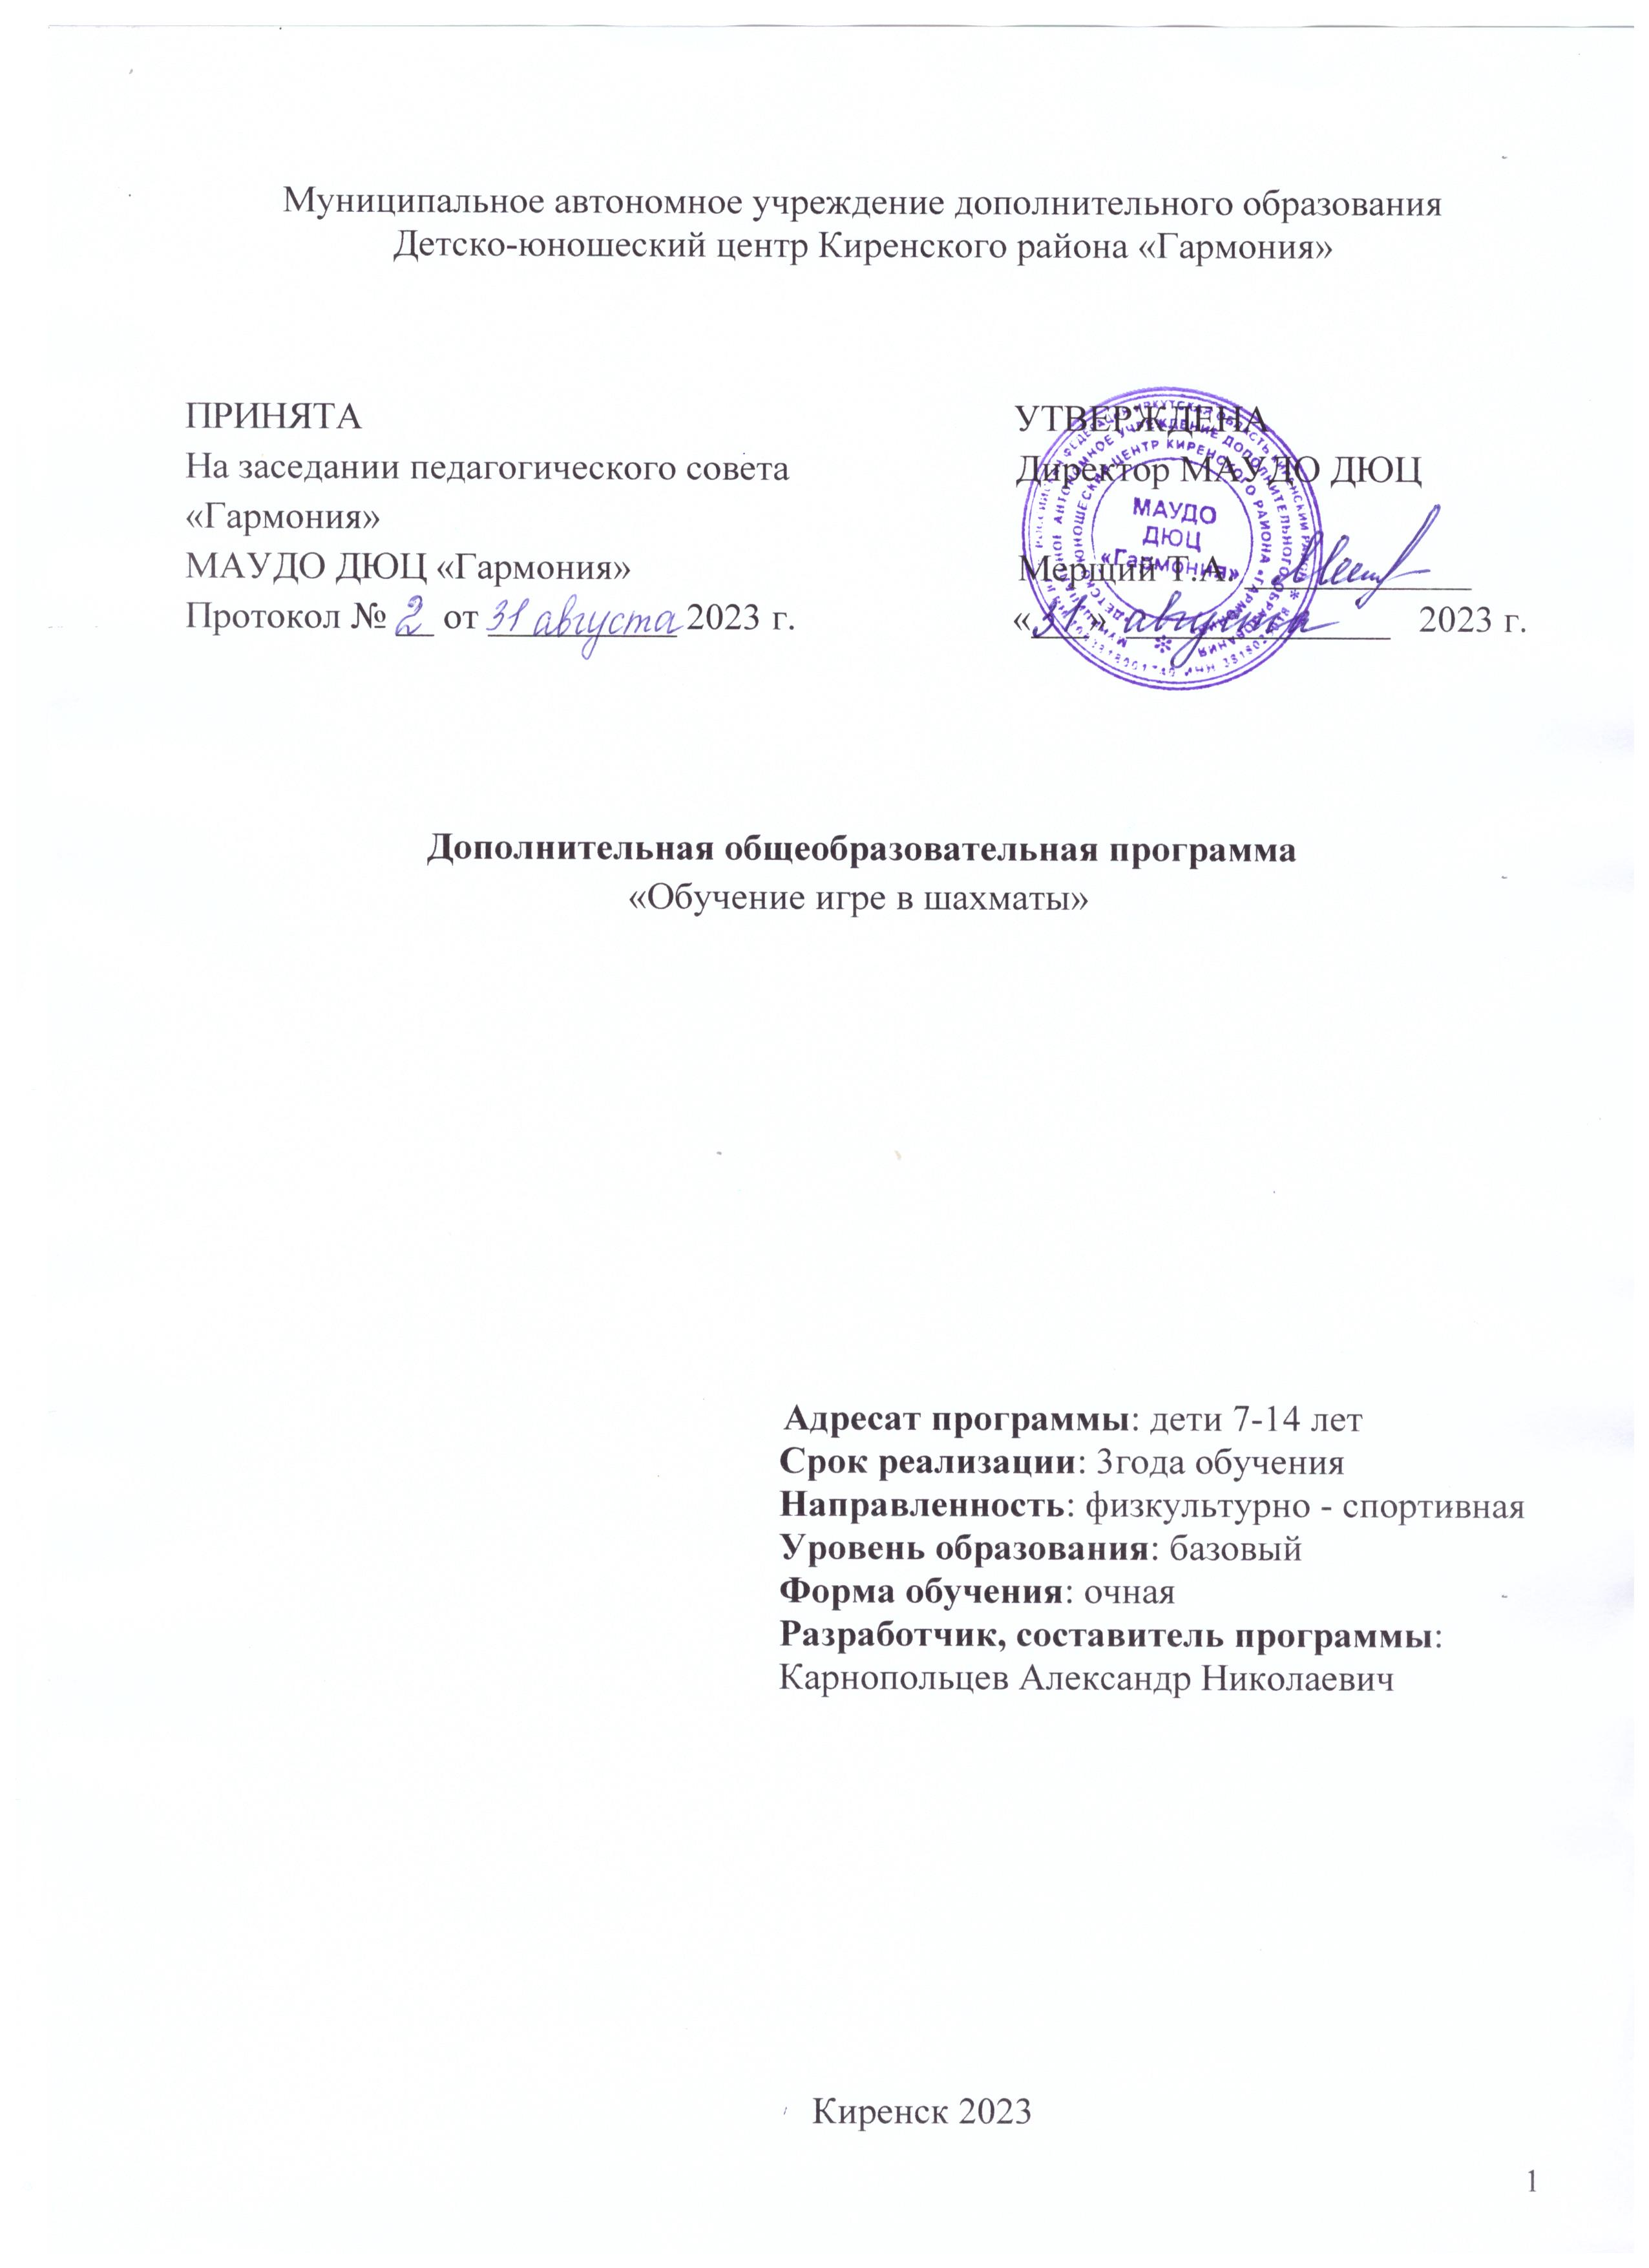 Муниципальное автономное учреждение дополнительного образования
Детско-юношеский центр Киренского района «Гармония»
ПРИНЯТА
На заседании педагогического совета
«Гармония»
МАУДО ДЮЦ «Гармония»
Протокол № 2 от 31 августа 2023 г.
УТВЕРЖДЕНА
Директор МАУДО ДЮЦ
Мерщий Т.А.
«31» августа 2023 г.
МАУДО
ДЮЦ
«Гармония»
Дополнительная общеобразовательная программа
«Обучение игре в шахматы»
Адресат программы: дети 7-14 лет
Срок реализации: 3года обучения
Направленность: физкультурно - спортивная
Уровень образования: базовый
Форма обучения: очная
Разработчик, составитель программы:
Карнопольцев Александр Николаевич
Киренск 2023
1